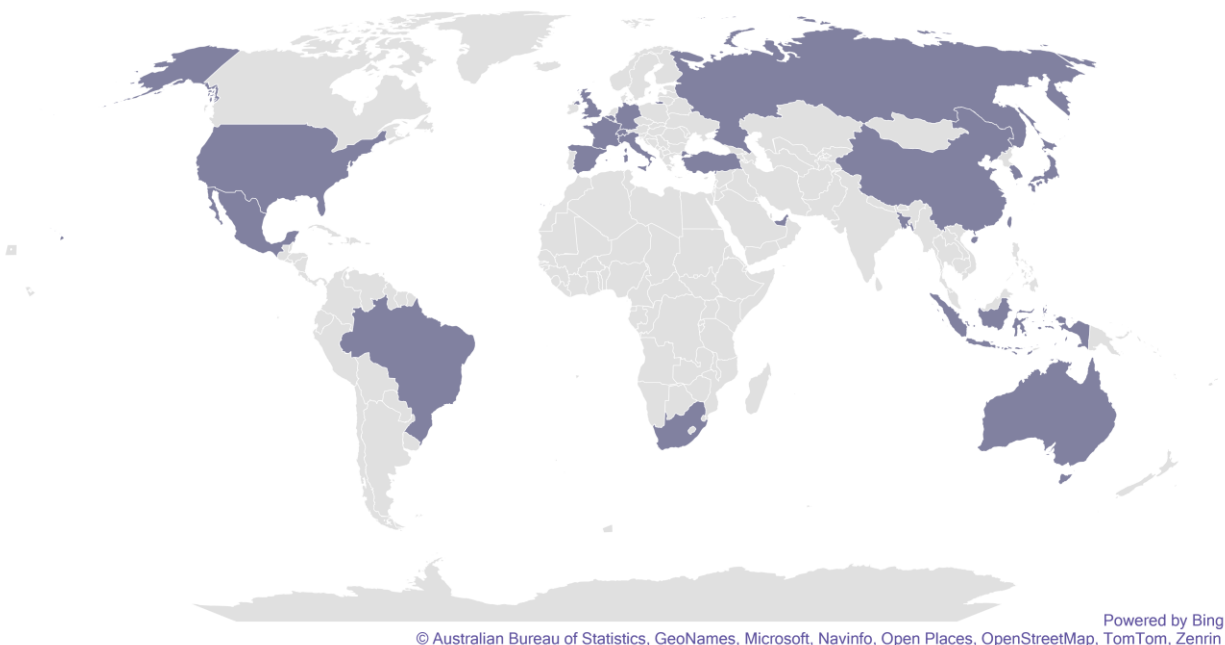 Powered by Bing
© Australian Bureau of Statistics, GeoNames, Microsoft, Navinfo, Open Places, OpenStreetMap, TomTom, Zenrin